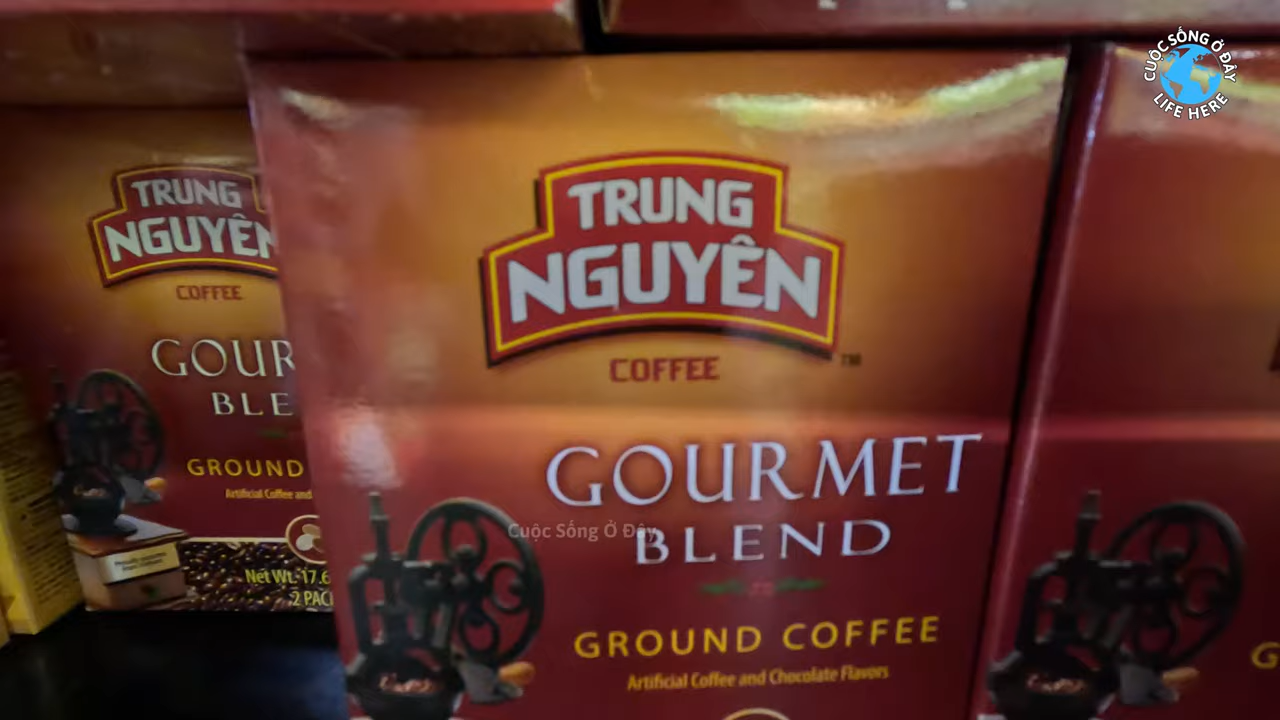 CUỘC SỐNG Ở ĐÂY
LIFE HERE
TRUNG
NGUYÊN
COFFEE
GOUR
BLE
GROUND
Artificial Coffee and
Net Wt. 17.6
2 PAC
TRUNG
NGUYÊN
TM
COFFEE
GOURMET
BLEND
GROUND COFFEE
Artificial Coffee and Chocolate Flavors
Cuộc Sống Ở Đây
G